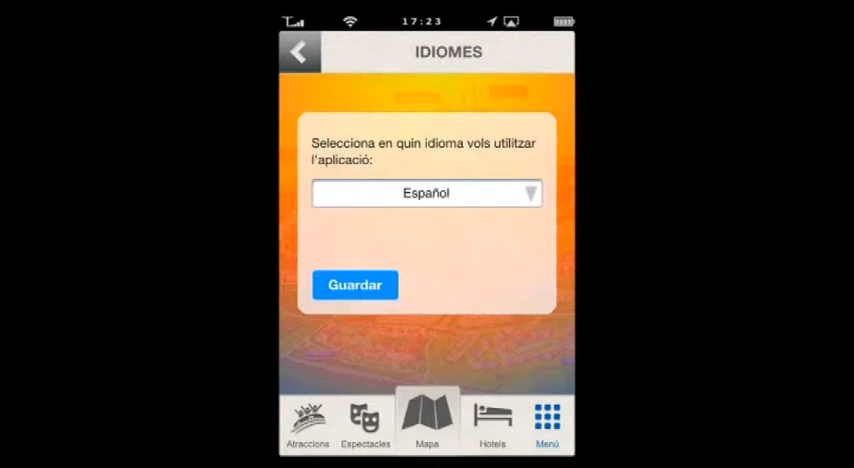 17:23
IDIOMES
Selecciona en quin idioma vols utilitzar
l'aplicació:
Español
Guardar
Atraccions Espectacles Mapa Hotels Menú